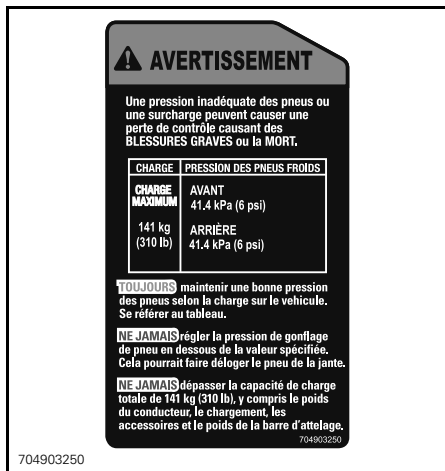 AVERTISSEMENT
Une pression inadéquate des pneus ou
une surcharge peuvent causer une
perte de contrôle causant des
BLESSURES GRAVES ou la MORT.
CHARGE PRESSION DES PNEUS FROIDS
CHARGE MAXIMUM
141 kg
(310 lb)
AVANT
41.4 kPa (6 psi)
ARRIÈRE
41.4 kPa (6 psi)
TOUJOURS maintenir une bonne pression
des pneus selon la charge sur le vehicule.
Se référer au tableau.
NE JAMAIS régler la pression de gonflage
de pneu en dessous de la valeur spécifiée.
Cela pourrait faire déloger le pneu de la jante.
NE JAMAIS dépasser la capacité de charge
totale de 141 kg (310 lb), y compris le poids
du conducteur, le chargement, les
accessoires et le poids de la barre d'attelage.
704903250
704903250